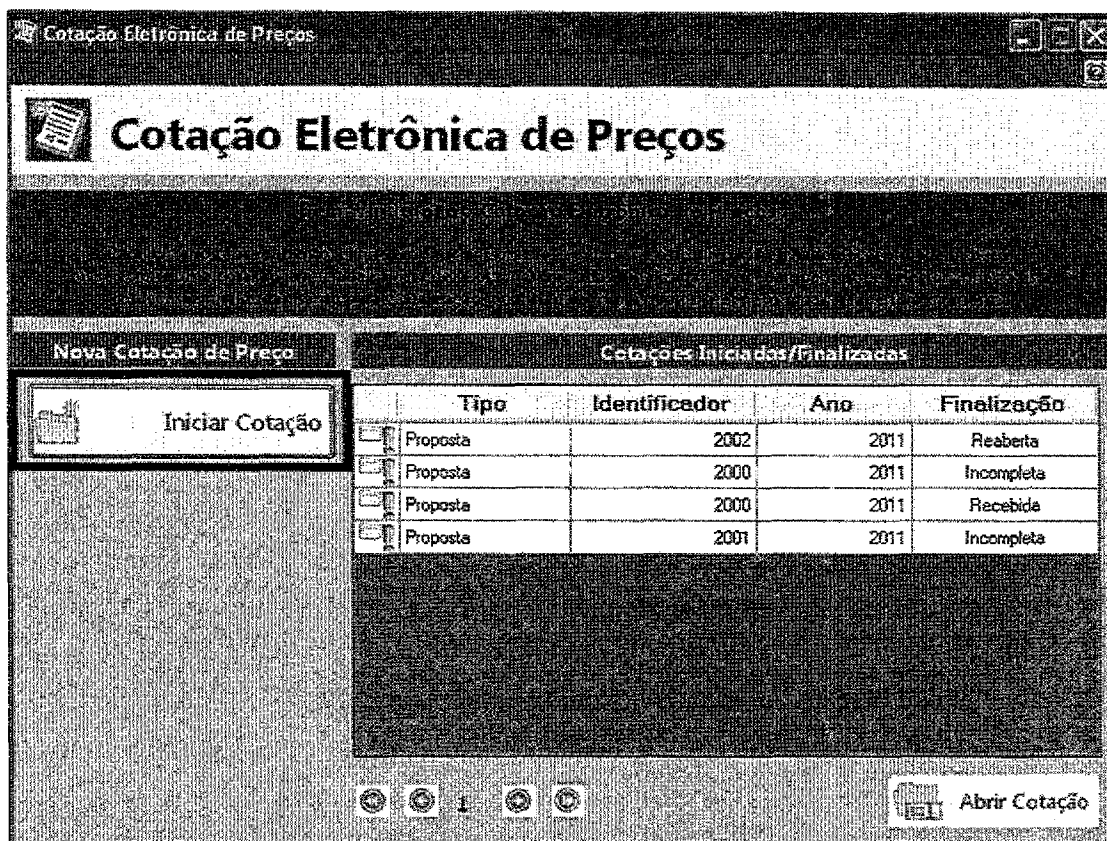 Cotação Eletrônica de Preços
Cotação Eletrônica de Preços
Nova Cotação de Preço
Cotações Iniciadas/Finalizadas
Iniciar Cotação
Tipo Identificador Ano Finalização
Proposta 2002 2011 Reaberta
Proposta 2000 2011 Incompleta
Proposta 2000 2011 Recebida
Proposta 2001 2011 Incompleta
1
Abrir Cotação